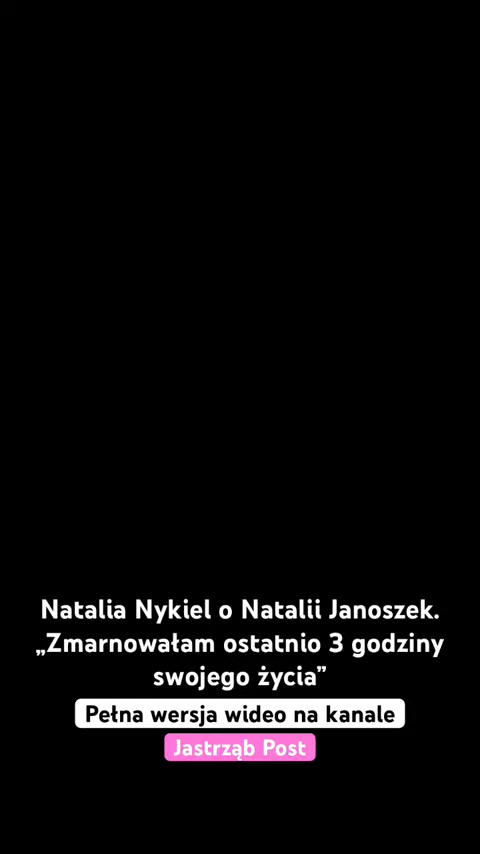 Natalia Nykiel o Natalii Janoszek.
„Zmarnowałam ostatnio 3 godziny
swojego życia”
Pełna wersja wideo na kanale
Jastrząb Post